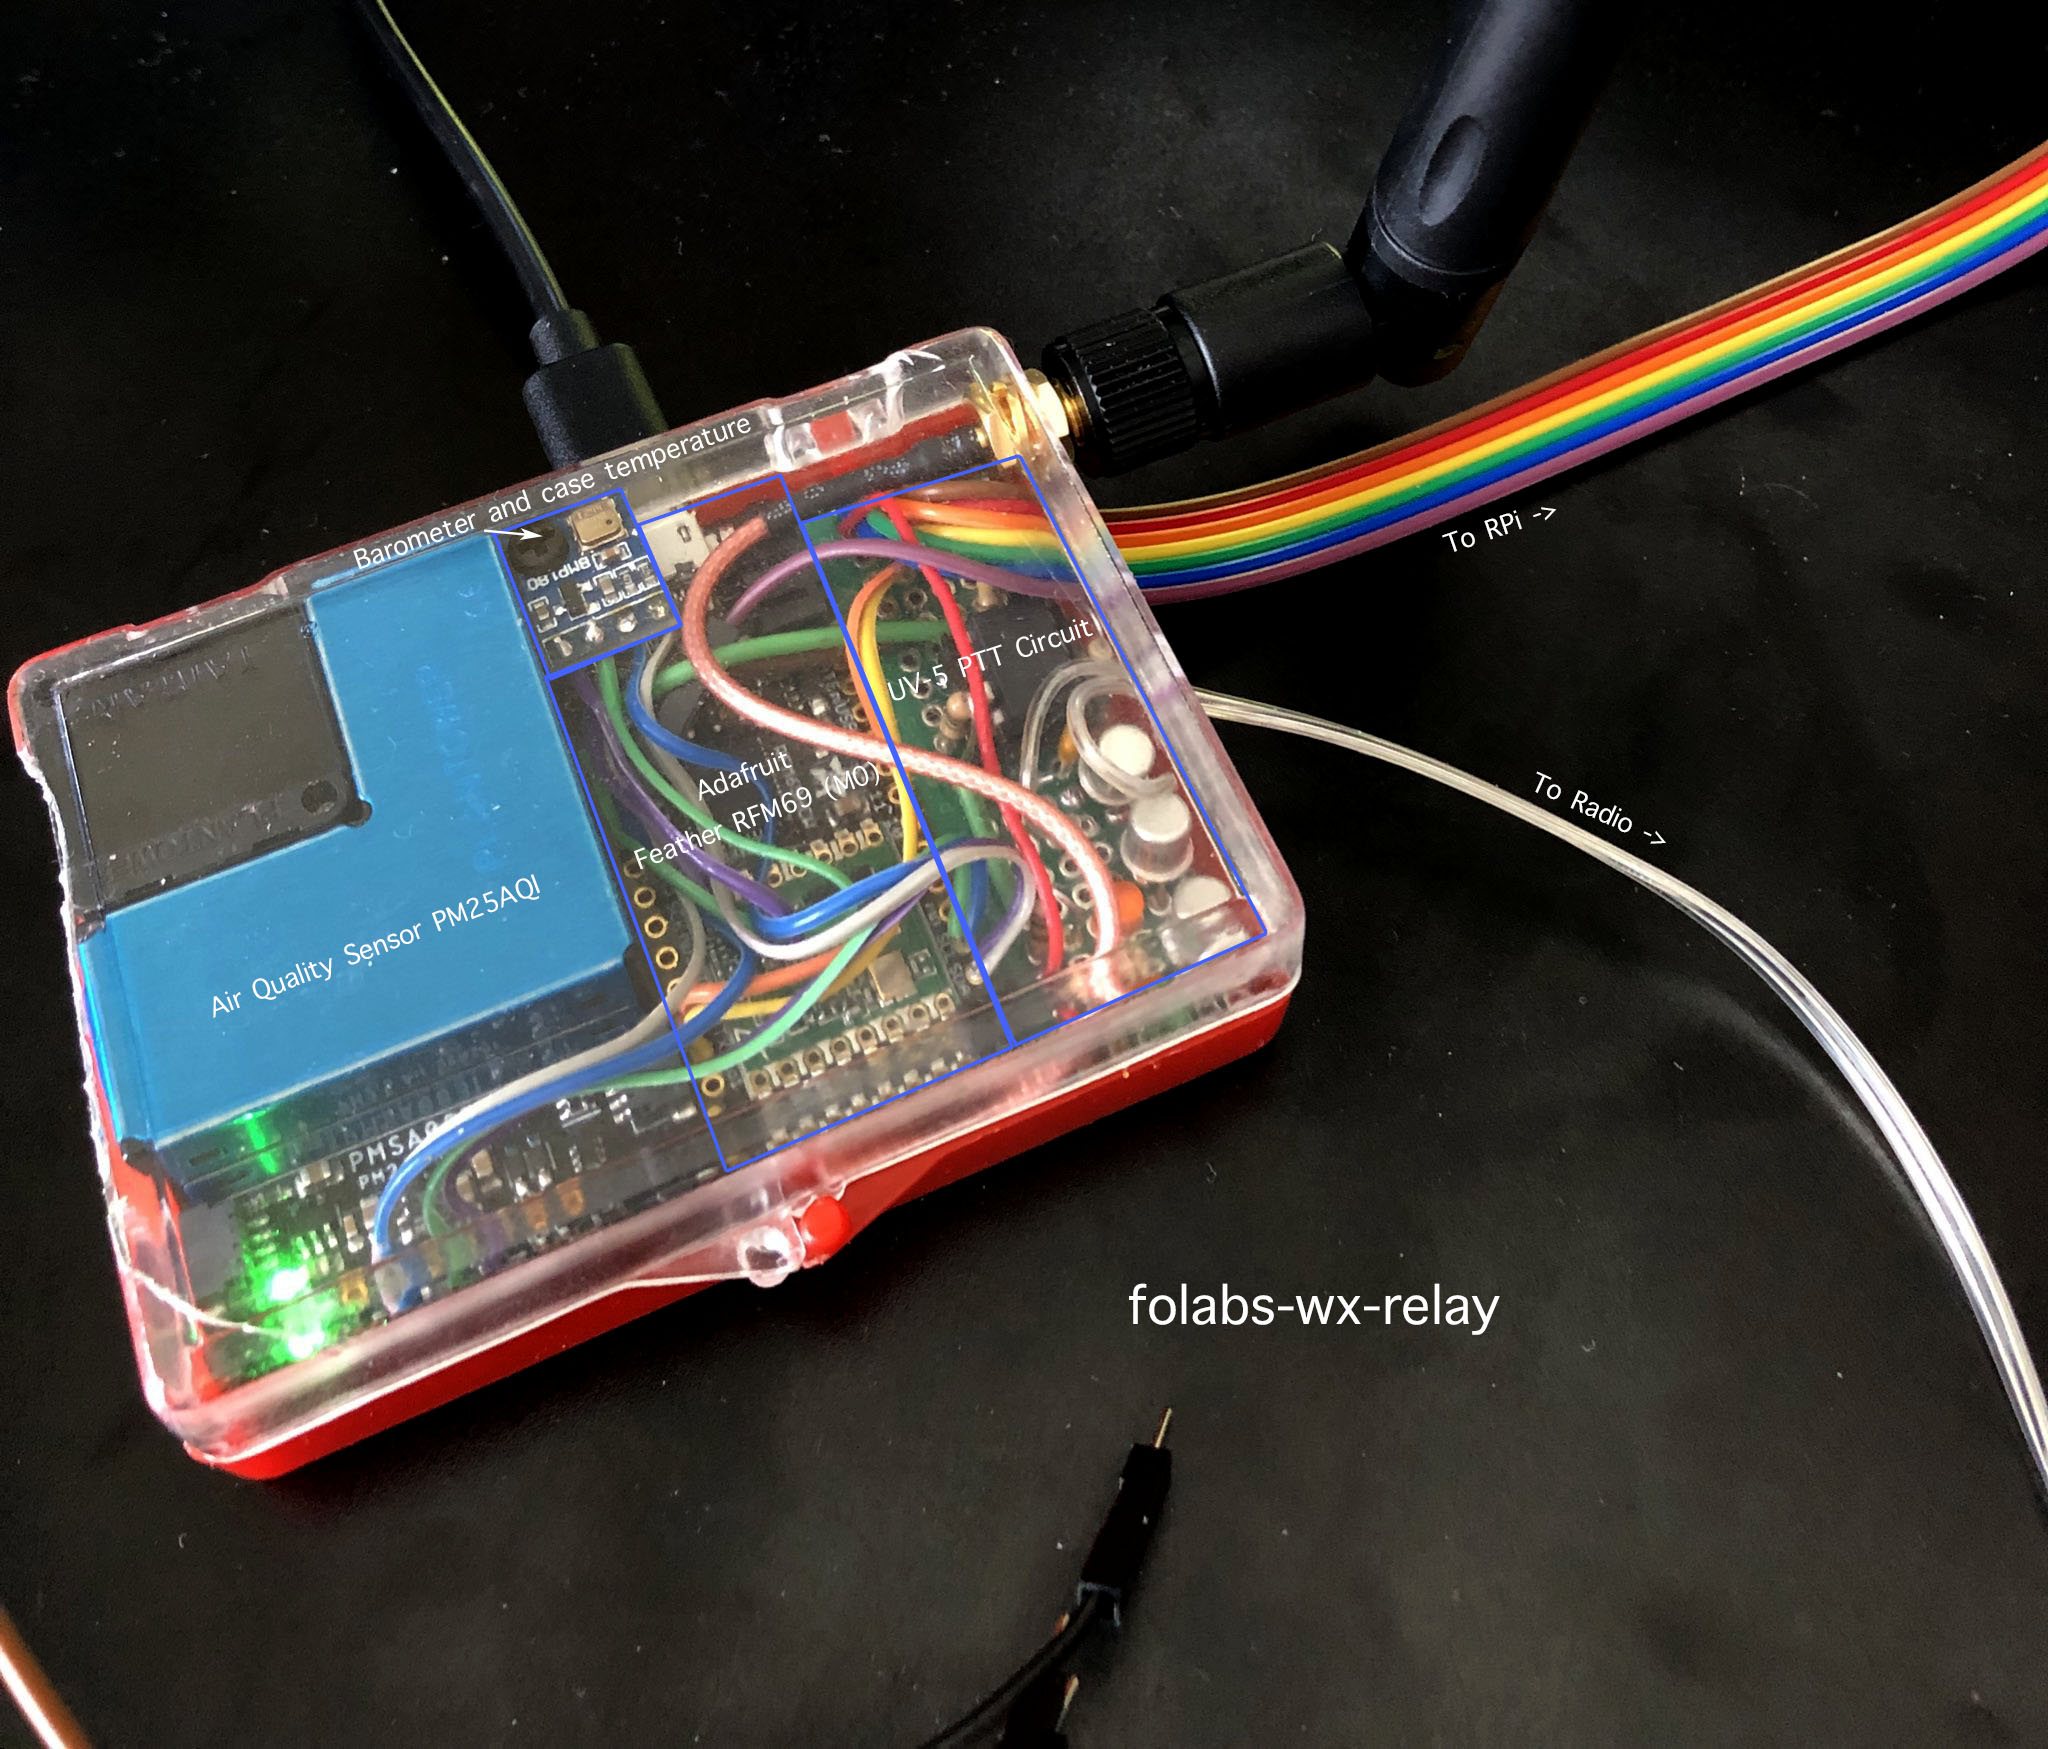 Barometer and case temperature
BMP180
To RPi ->
UV-5 PTT Circuit
Adafruit
Feather RFM69 (M0)
To Radio ->
Air Quality Sensor PM25AQI
PMSA00
PM2
folabs-wx-relay